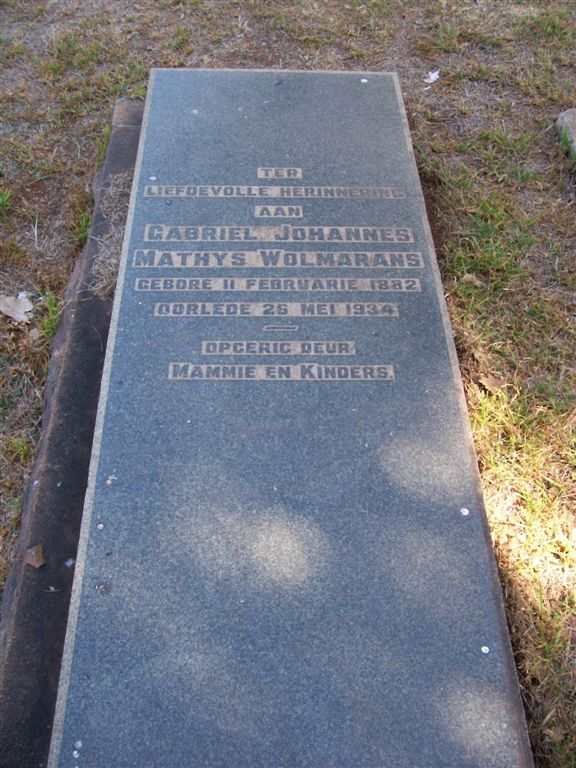 TER
LIEFDEVOLLE HERINNERING
AAN
GABRIEL JOHANNES
MATHYS WOLMARANS
GEBORE 11 FEBRUARIE 1882
OORLEDE 26 MEI 1934
OPGERIG DEUR
MAMMIE EN KINDERS.